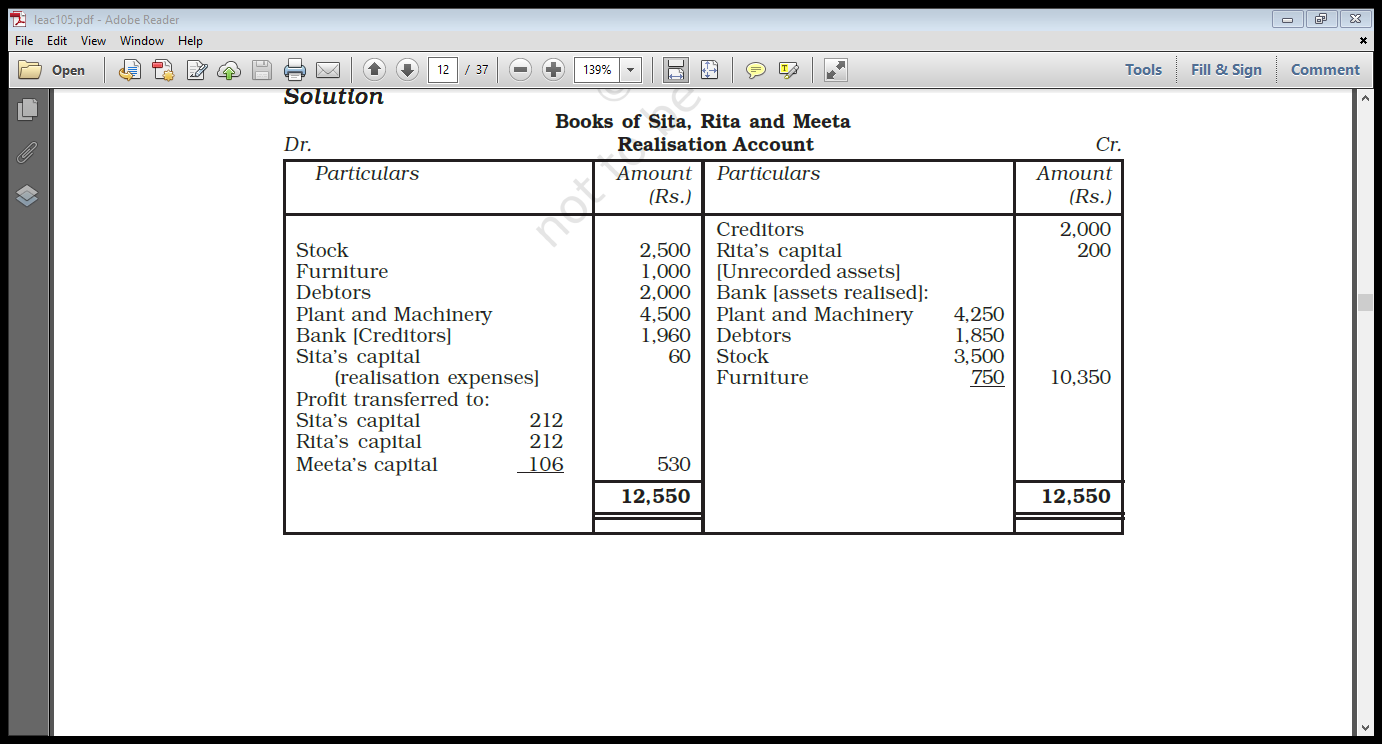 leac105.pdf - Adobe Reader
File Edit View Window Help
Open 12 / 37 139% Tools Fill & Sign Comment
Solution
Books of Sita, Rita and Meeta
Dr. Realisation Account Cr.
Particulars Amount Particulars Amount
(Rs.) (Rs.)
Creditors 2,000
Stock 2,500 Rita's capital 200
Furniture 1,000 [Unrecorded assets]
Debtors 2,000 Bank [assets realised]:
Plant and Machinery 4,500 Plant and Machinery 4,250
Bank [Creditors] 1,960 Debtors 1,850
Sita's capital 60 Stock 3,500
(realisation expenses] Furniture 750 10,350
Profit transferred to:
Sita's capital 212
Rita's capital 212
Meeta's capital 106 530
12,550 12,550
not to be